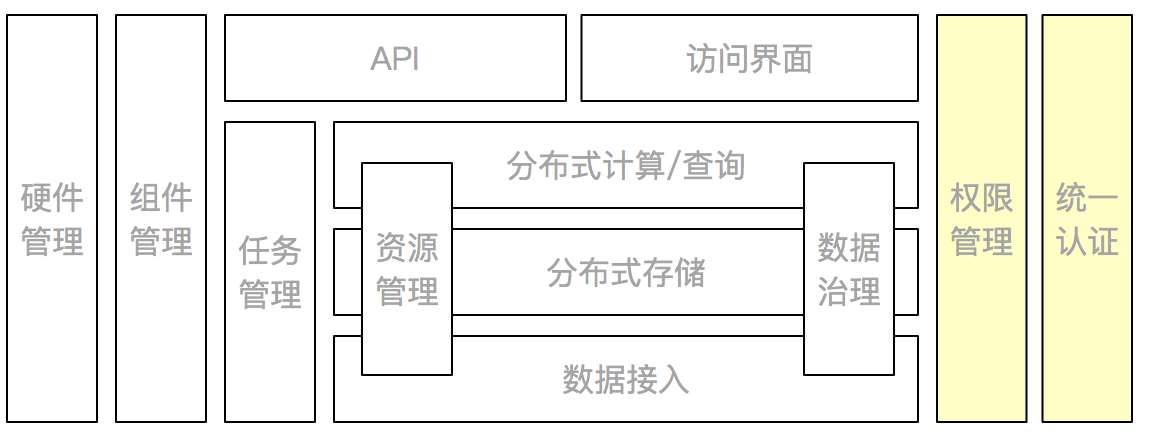 硬件
管理
组件
管理
API
访问界面
任务
管理
分布式计算/查询
资源
管理
分布式存储
数据
治理
数据接入
权限
管理
统一
认证